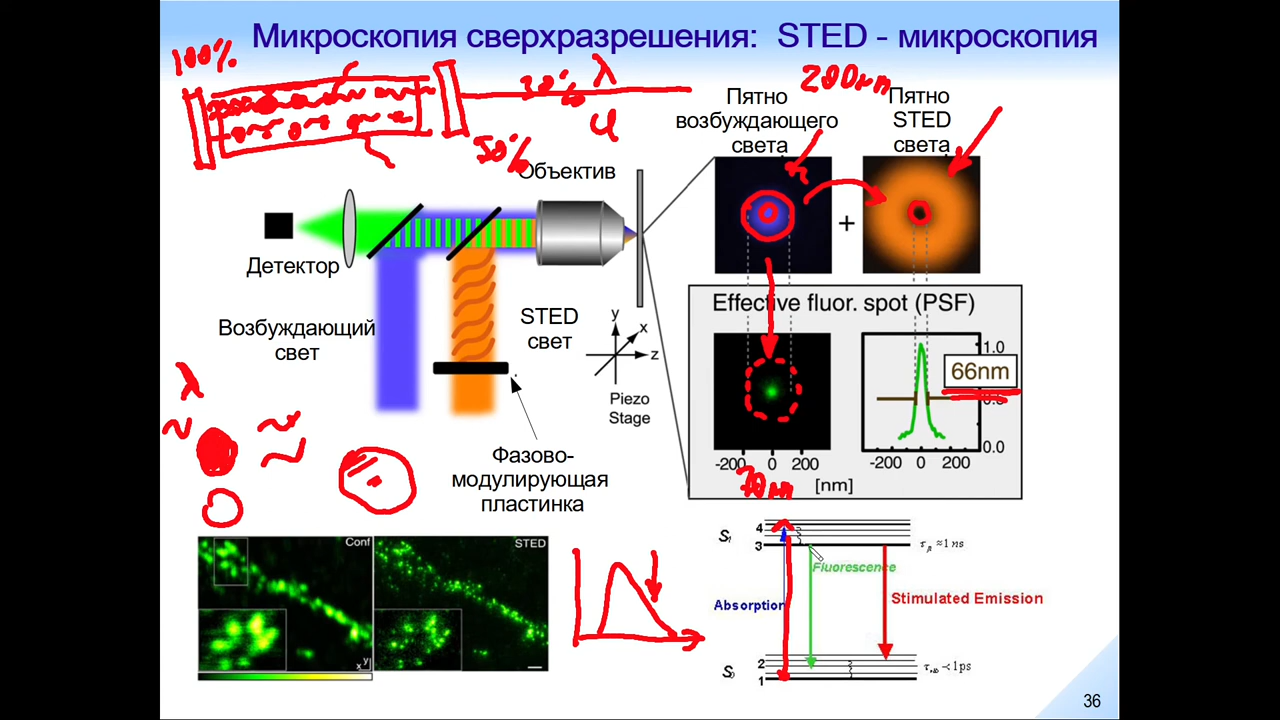 Микроскопия сверхразрешения: STED - микроскопия
100%
30%
λ
200nm
50%
Пятно
возбуждающего
света
Пятно
STED
света
Объектив
+
Детектор
Возбуждающий
свет
STED
свет
y
x
z
Piezo
Stage
Фазово-
модулирующая
пластинка
Effective fluor. spot (PSF)
1.0
66nm
0.0
-200 0 200
-200 0 200
[nm]
70nm
λ
Conf
STED
x y
S₁
4
3
τфл ≈ 1 ns
Fluorescence
Absorption
Stimulated Emission
S₀
2
1
< 1 ps
36